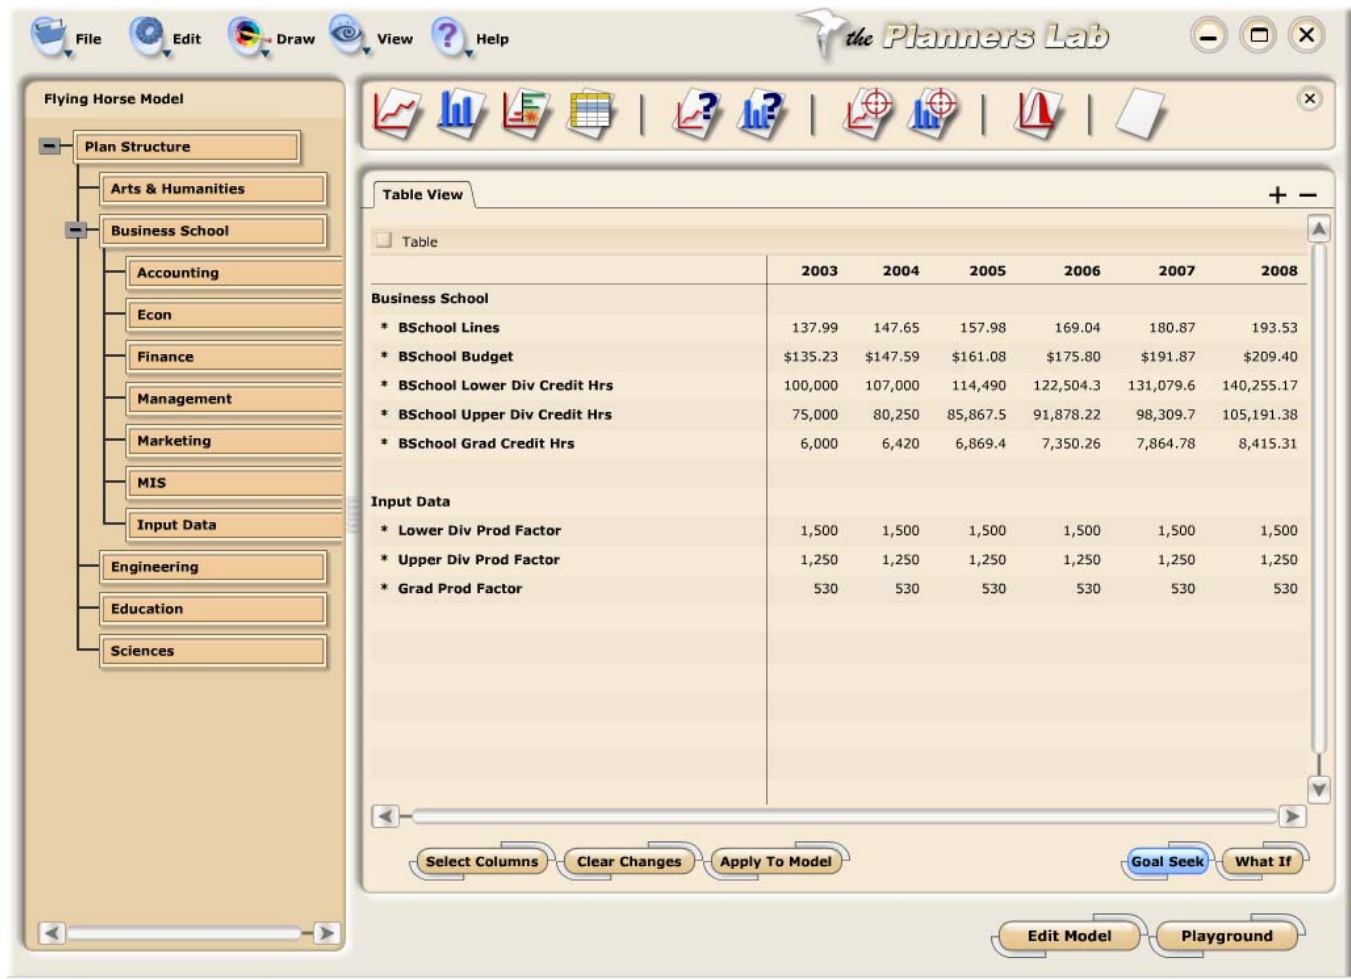 File Edit Draw View ? Help the Planners Lab
Flying Horse Model
Plan Structure
Arts & Humanities
Business School
Accounting
Econ
Finance
Management
Marketing
MIS
Input Data
Engineering
Education
Sciences
? ?
Table View
Table
2003 2004 2005 2006 2007 2008
Business School
* BSchool Lines 137.99 147.65 157.98 169.04 180.87 193.53
* BSchool Budget $135.23 $147.59 $161.08 $175.80 $191.87 $209.40
* BSchool Lower Div Credit Hrs 100,000 107,000 114,490 122,504.3 131,079.6 140,255.17
* BSchool Upper Div Credit Hrs 75,000 80,250 85,867.5 91,878.22 98,309.7 105,191.38
* BSchool Grad Credit Hrs 6,000 6,420 6,869.4 7,350.26 7,864.78 8,415.31
Input Data
* Lower Div Prod Factor 1,500 1,500 1,500 1,500 1,500 1,500
* Upper Div Prod Factor 1,250 1,250 1,250 1,250 1,250 1,250
* Grad Prod Factor 530 530 530 530 530 530
Select Columns Clear Changes Apply To Model Goal Seek What If
Edit Model Playground